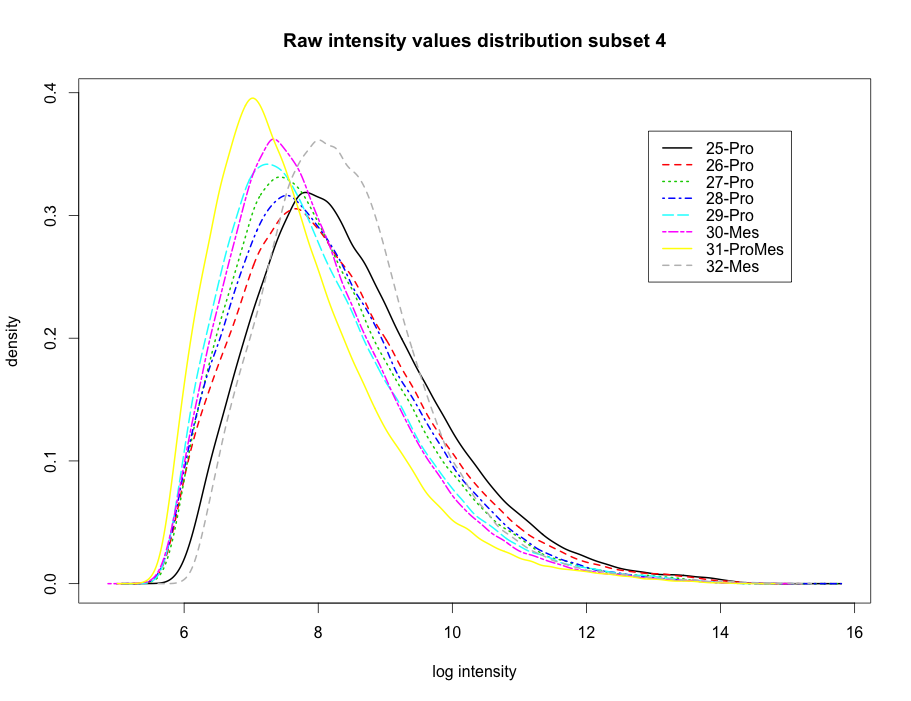 Raw intensity values distribution subset 4
0.4
0.3
0.2
0.1
0.0
density
25-Pro
26-Pro
27-Pro
28-Pro
29-Pro
30-Mes
31-ProMes
32-Mes
6 8 10 12 14 16
log intensity